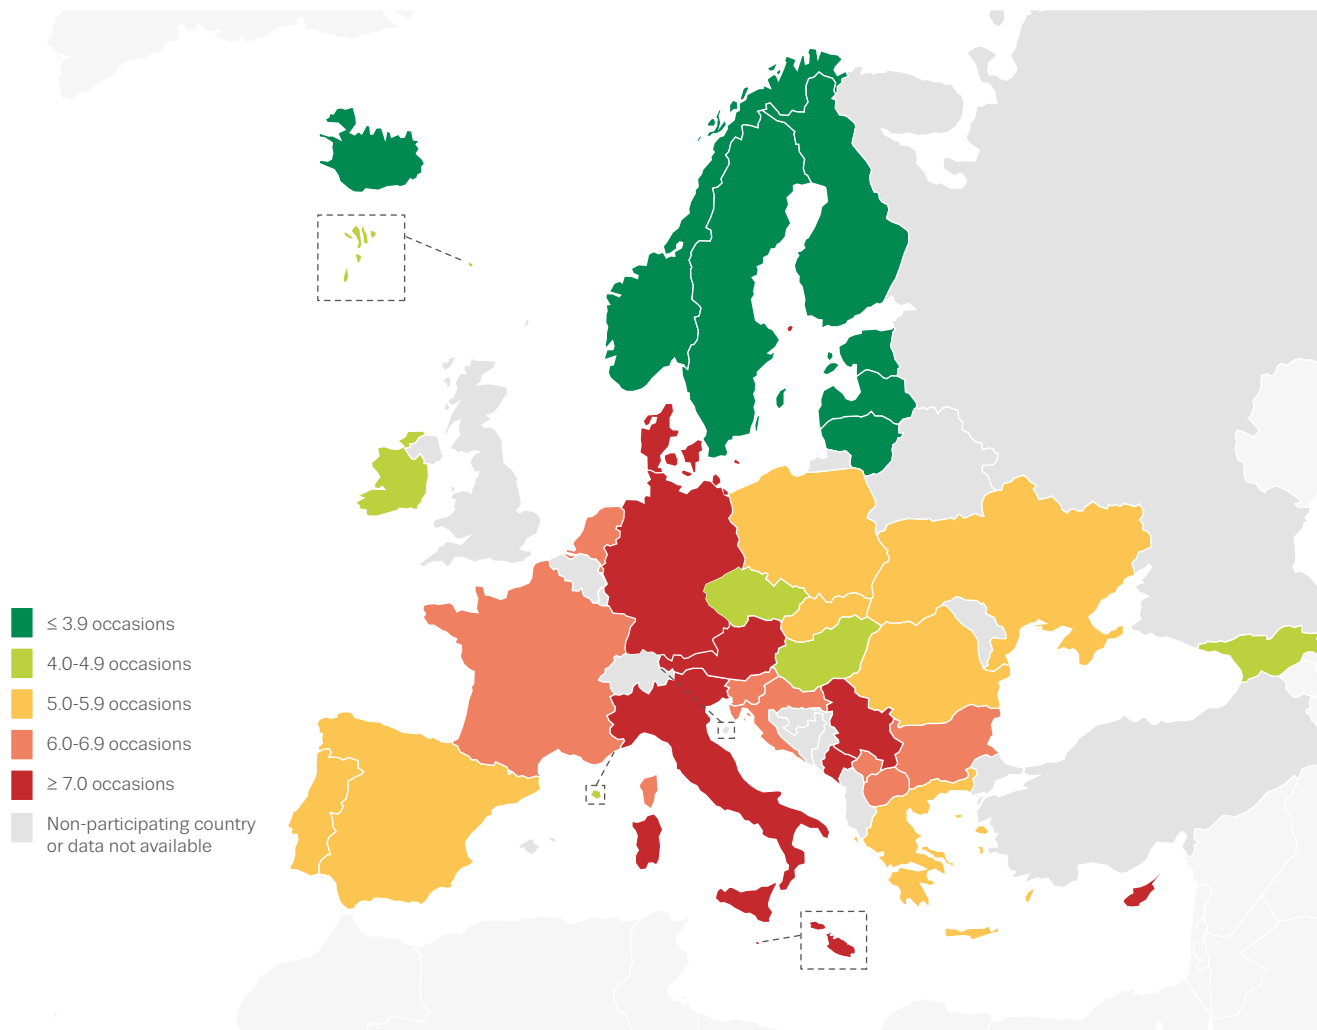 ≤ 3.9 occasions
4.0-4.9 occasions
5.0-5.9 occasions
6.0-6.9 occasions
≥ 7.0 occasions
Non-participating country
or data not available